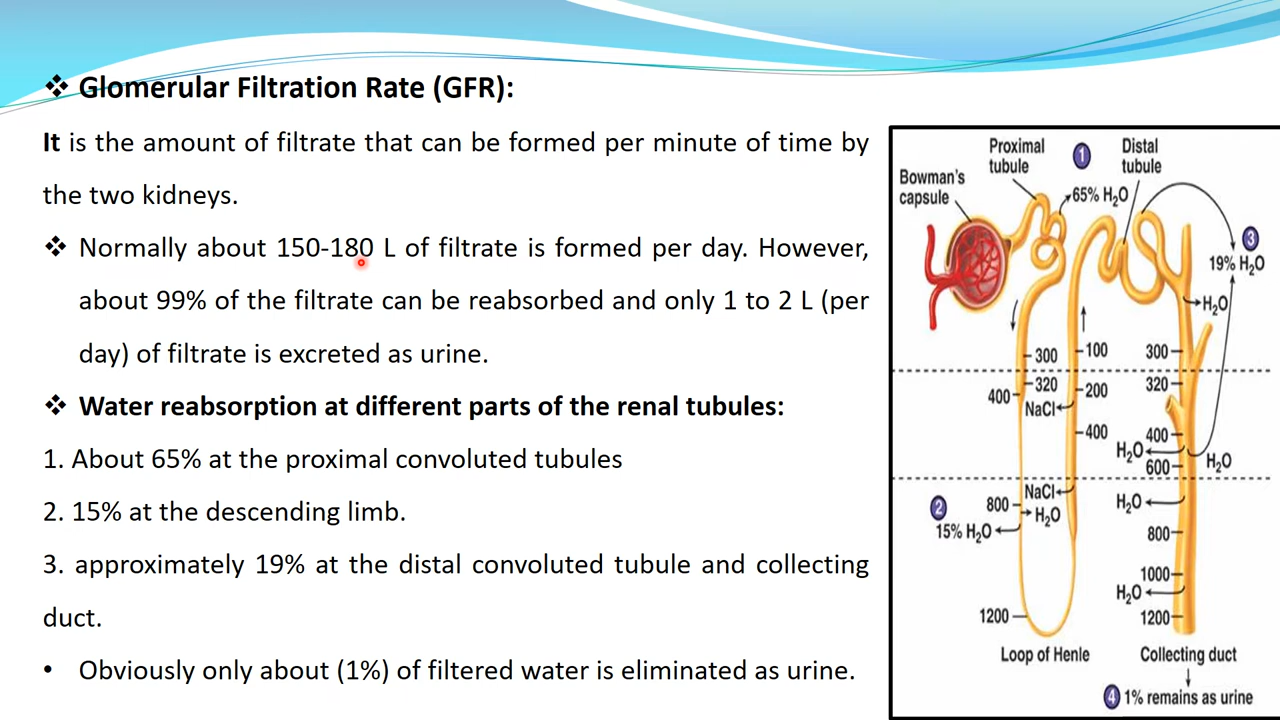 ❖ Glomerular Filtration Rate (GFR):
It is the amount of filtrate that can be formed per minute of time by
the two kidneys.
❖ Normally about 150-180 L of filtrate is formed per day. However,
about 99% of the filtrate can be reabsorbed and only 1 to 2 L (per
day) of filtrate is excreted as urine.
❖ Water reabsorption at different parts of the renal tubules:
1. About 65% at the proximal convoluted tubules
2. 15% at the descending limb.
3. approximately 19% at the distal convoluted tubule and collecting
duct.
• Obviously only about (1%) of filtered water is eliminated as urine.
Proximal
tubule
1
Distal
tubule
Bowman's
capsule
65% H₂O
3
19% H₂O
H₂O
300
100
300
320
200
320
400
NaCl
400
400
H₂O
600
H₂O
NaCl
2
800
H₂O
H₂O
15% H₂O
800
1000
H₂O
1200
1200
Loop of Henle
Collecting duct
4 1% remains as urine